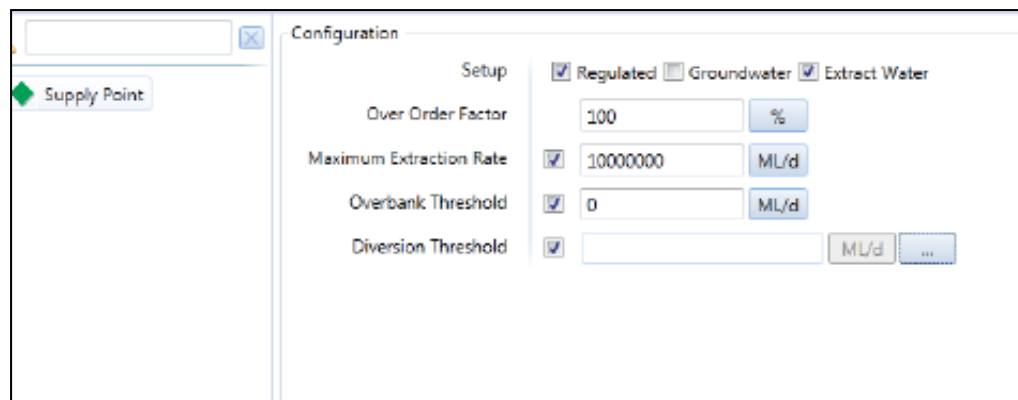 Configuration
Setup Regulated Groundwater Extract Water
Supply Point
Over Order Factor 100 %
Maximum Extraction Rate 10000000 ML/d
Overbank Threshold 0 ML/d
Diversion Threshold ML/d ...